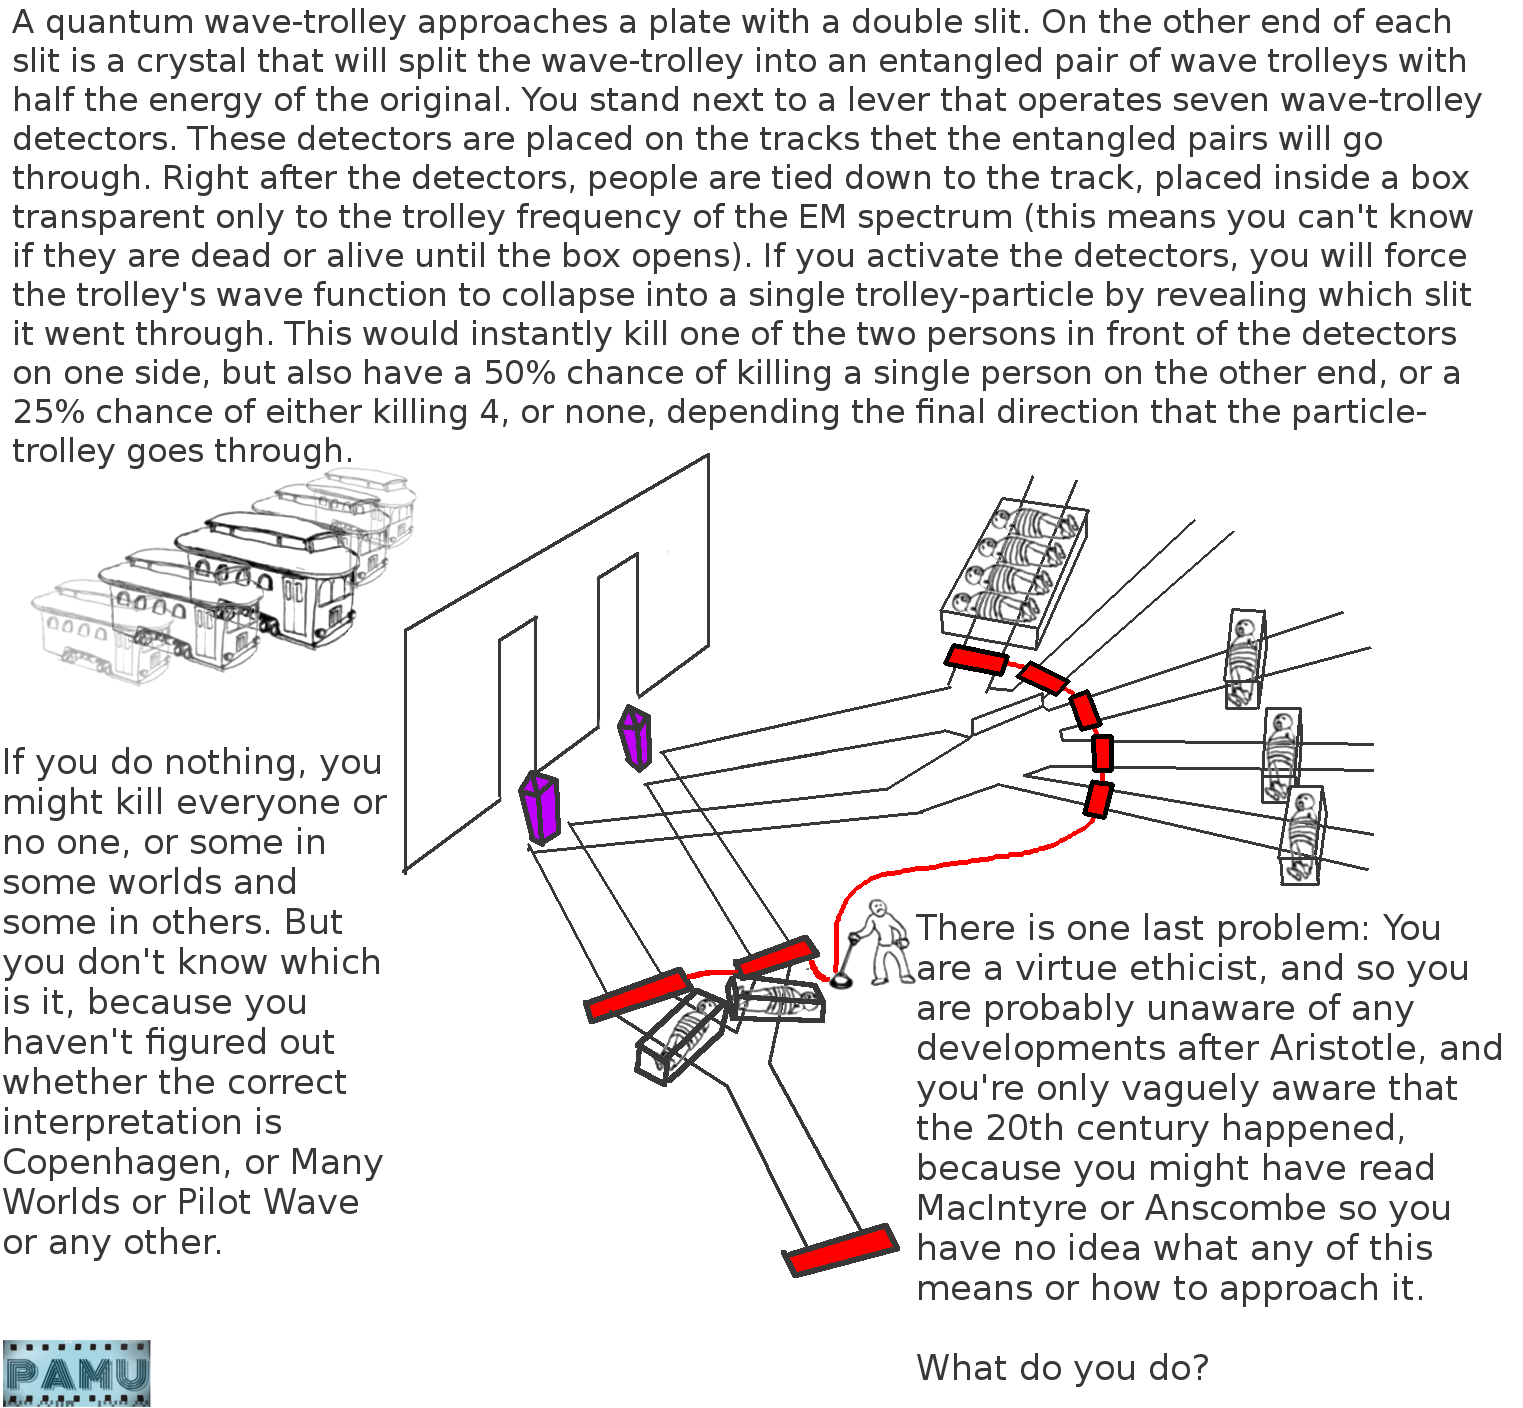 A quantum wave-trolley approaches a plate with a double slit. On the other end of each
slit is a crystal that will split the wave-trolley into an entangled pair of wave trolleys with
half the energy of the original. You stand next to a lever that operates seven wave-trolley
detectors. These detectors are placed on the tracks thet the entangled pairs will go
through. Right after the detectors, people are tied down to the track, placed inside a box
transparent only to the trolley frequency of the EM spectrum (this means you can't know
if they are dead or alive until the box opens). If you activate the detectors, you will force
the trolley's wave function to collapse into a single trolley-particle by revealing which slit
it went through. This would instantly kill one of the two persons in front of the detectors
on one side, but also have a 50% chance of killing a single person on the other end, or a
25% chance of either killing 4, or none, depending the final direction that the particle-
trolley goes through.
If you do nothing, you
might kill everyone or
no one, or some in
some worlds and
some in others. But
you don't know which
is it, because you
haven't figured out
whether the correct
interpretation is
Copenhagen, or Many
Worlds or Pilot Wave
or any other.
There is one last problem: You
are a virtue ethicist, and so you
are probably unaware of any
developments after Aristotle, and
you're only vaguely aware that
the 20th century happened,
because you might have read
MacIntyre or Anscombe so you
have no idea what any of this
means or how to approach it.
What do you do?
PAMU